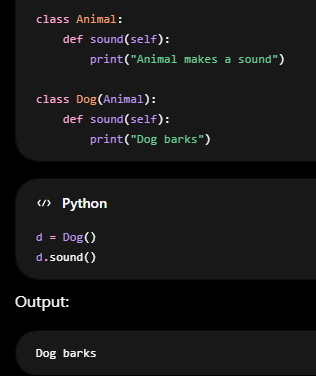 class Animal:
    def sound(self):
        print("Animal makes a sound")
class Dog(Animal):
    def sound(self):
        print("Dog barks")
</> Python
d = Dog()
d.sound()
Output:
Dog barks